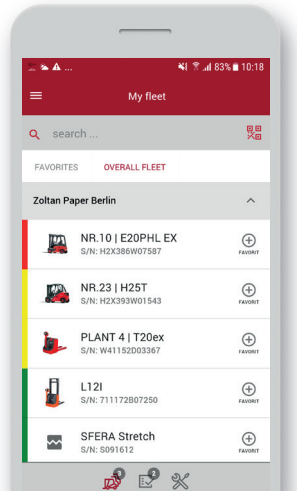 ... 83% 10:18
My fleet
search ...
FAVORITES OVERALL FLEET
Zoltan Paper Berlin
NR.10 | E20PHL EX
S/N: H2X386W07587
FAVORIT
NR.23 | H25T
S/N: H2X393W01543
FAVORIT
PLANT 4 | T20ex
S/N: W41152D03367
FAVORIT
L12I
S/N: 711172B07250
FAVORIT
SFERA Stretch
S/N: S091612
FAVORIT
2